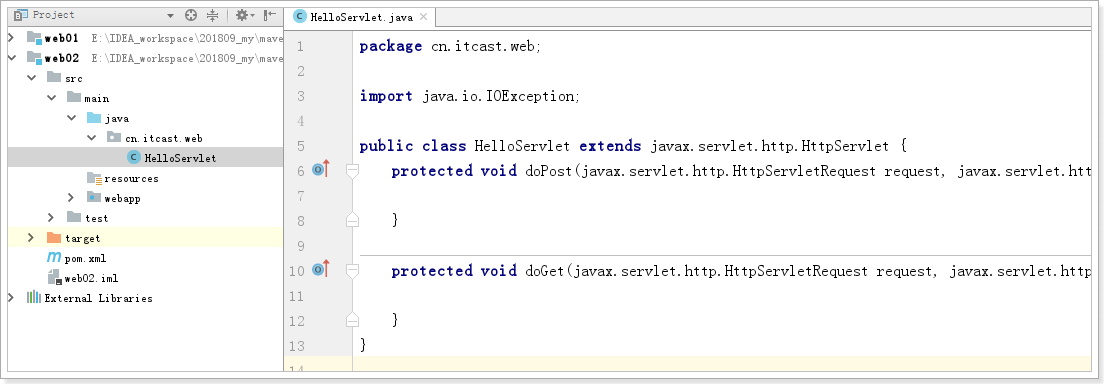 Project
web01 E:\IDEA_workspace\201809_my\mave
web02 E:\IDEA_workspace\201809_my\mave
src
main
java
cn.itcast.web
HelloServlet
resources
webapp
test
target
pom.xml
web02.iml
External Libraries
HelloServlet.java
1 package cn.itcast.web;
2
3 import java.io.IOException;
4
5 public class HelloServlet extends javax.servlet.http.HttpServlet {
6 protected void doPost(javax.servlet.http.HttpServletRequest request, javax.servlet.htt
7
8 }
9
10 protected void doGet(javax.servlet.http.HttpServletRequest request, javax.servlet.http
11
12 }
13 }
14